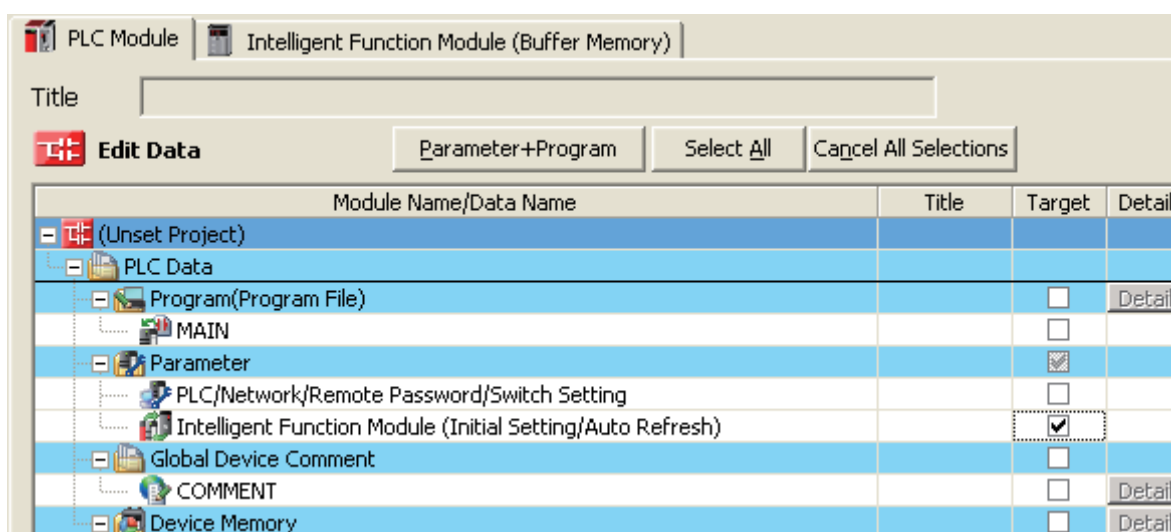 PLC Module Intelligent Function Module (Buffer Memory)
Title
Edit Data Parameter+Program Select All Cancel All Selections
Module Name/Data Name Title Target Detail
(Unset Project)
PLC Data
Program(Program File) Detail
MAIN
Parameter
PLC/Network/Remote Password/Switch Setting
Intelligent Function Module (Initial Setting/Auto Refresh)
Global Device Comment
COMMENT Detail
Device Memory Detail